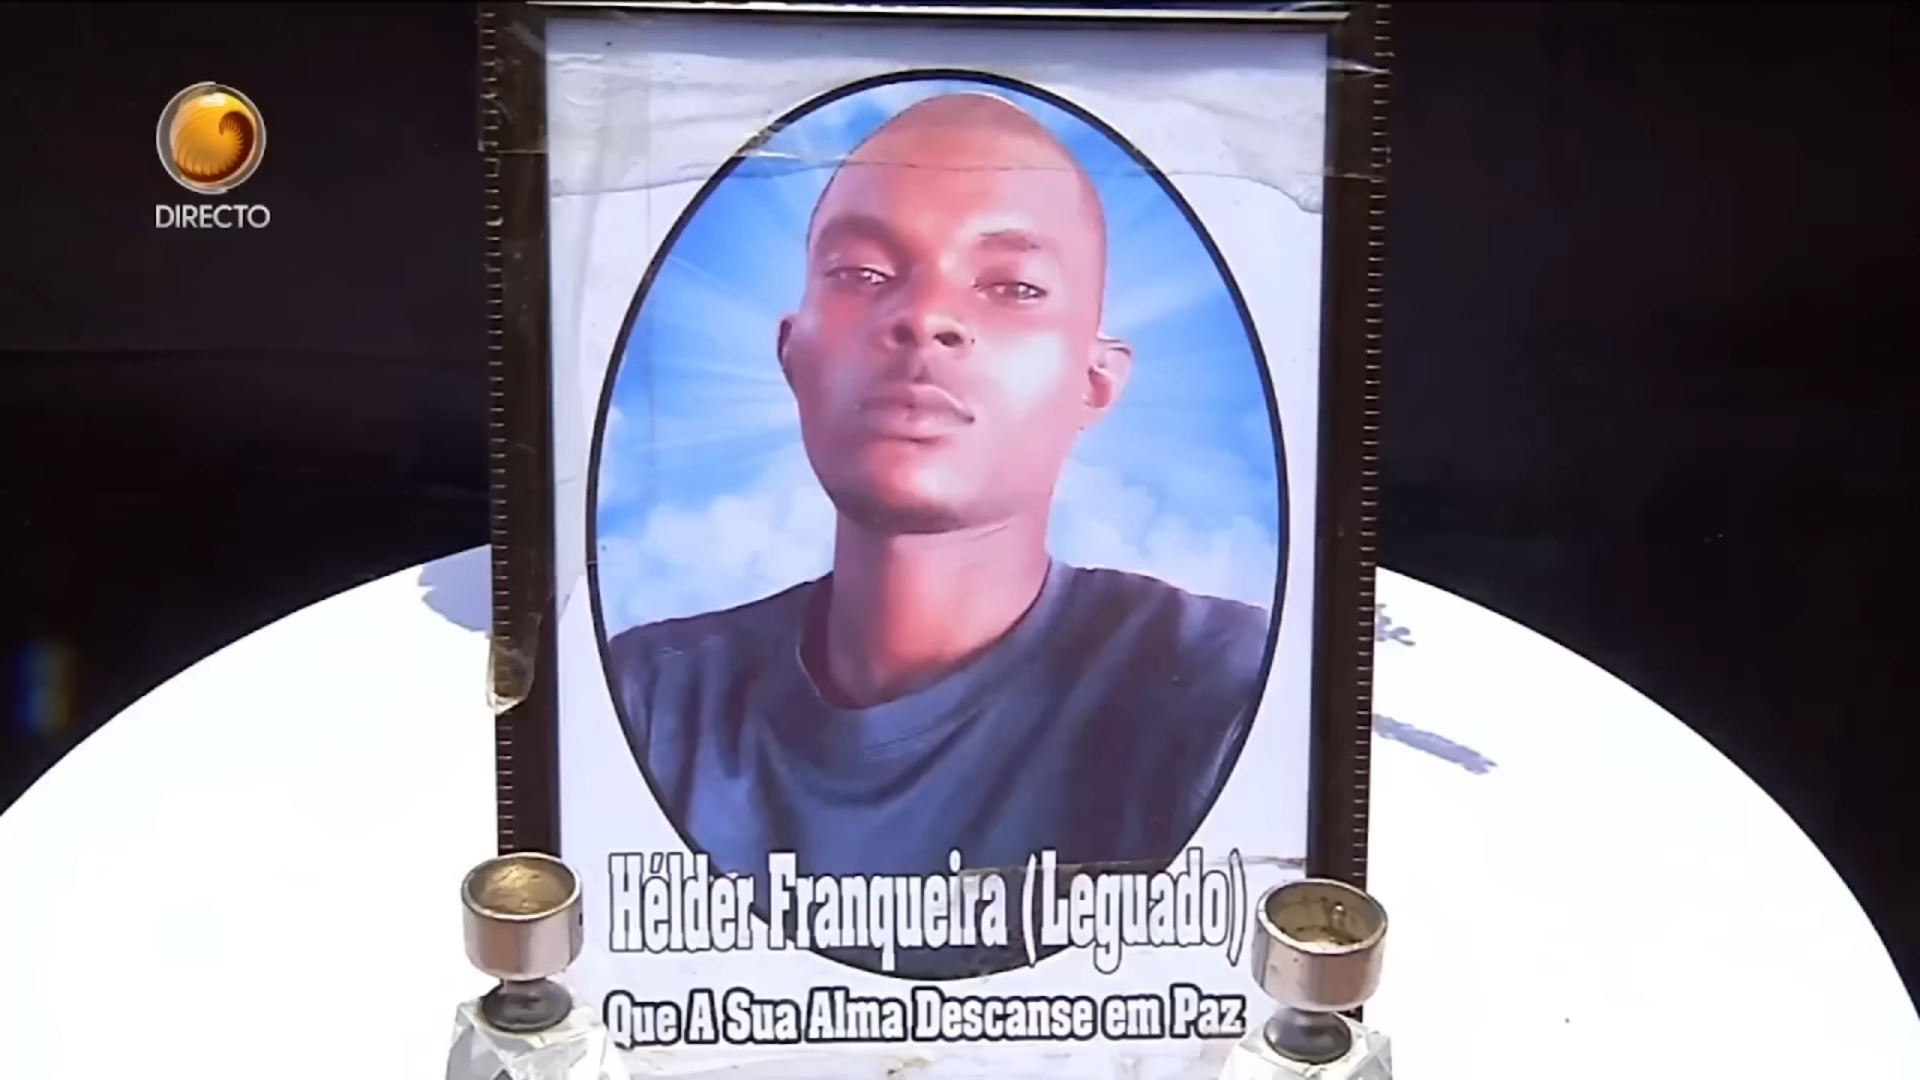 DIRECTO
Hélder Franqueira (Leguado)
Que A Sua Alma Descanse em Paz